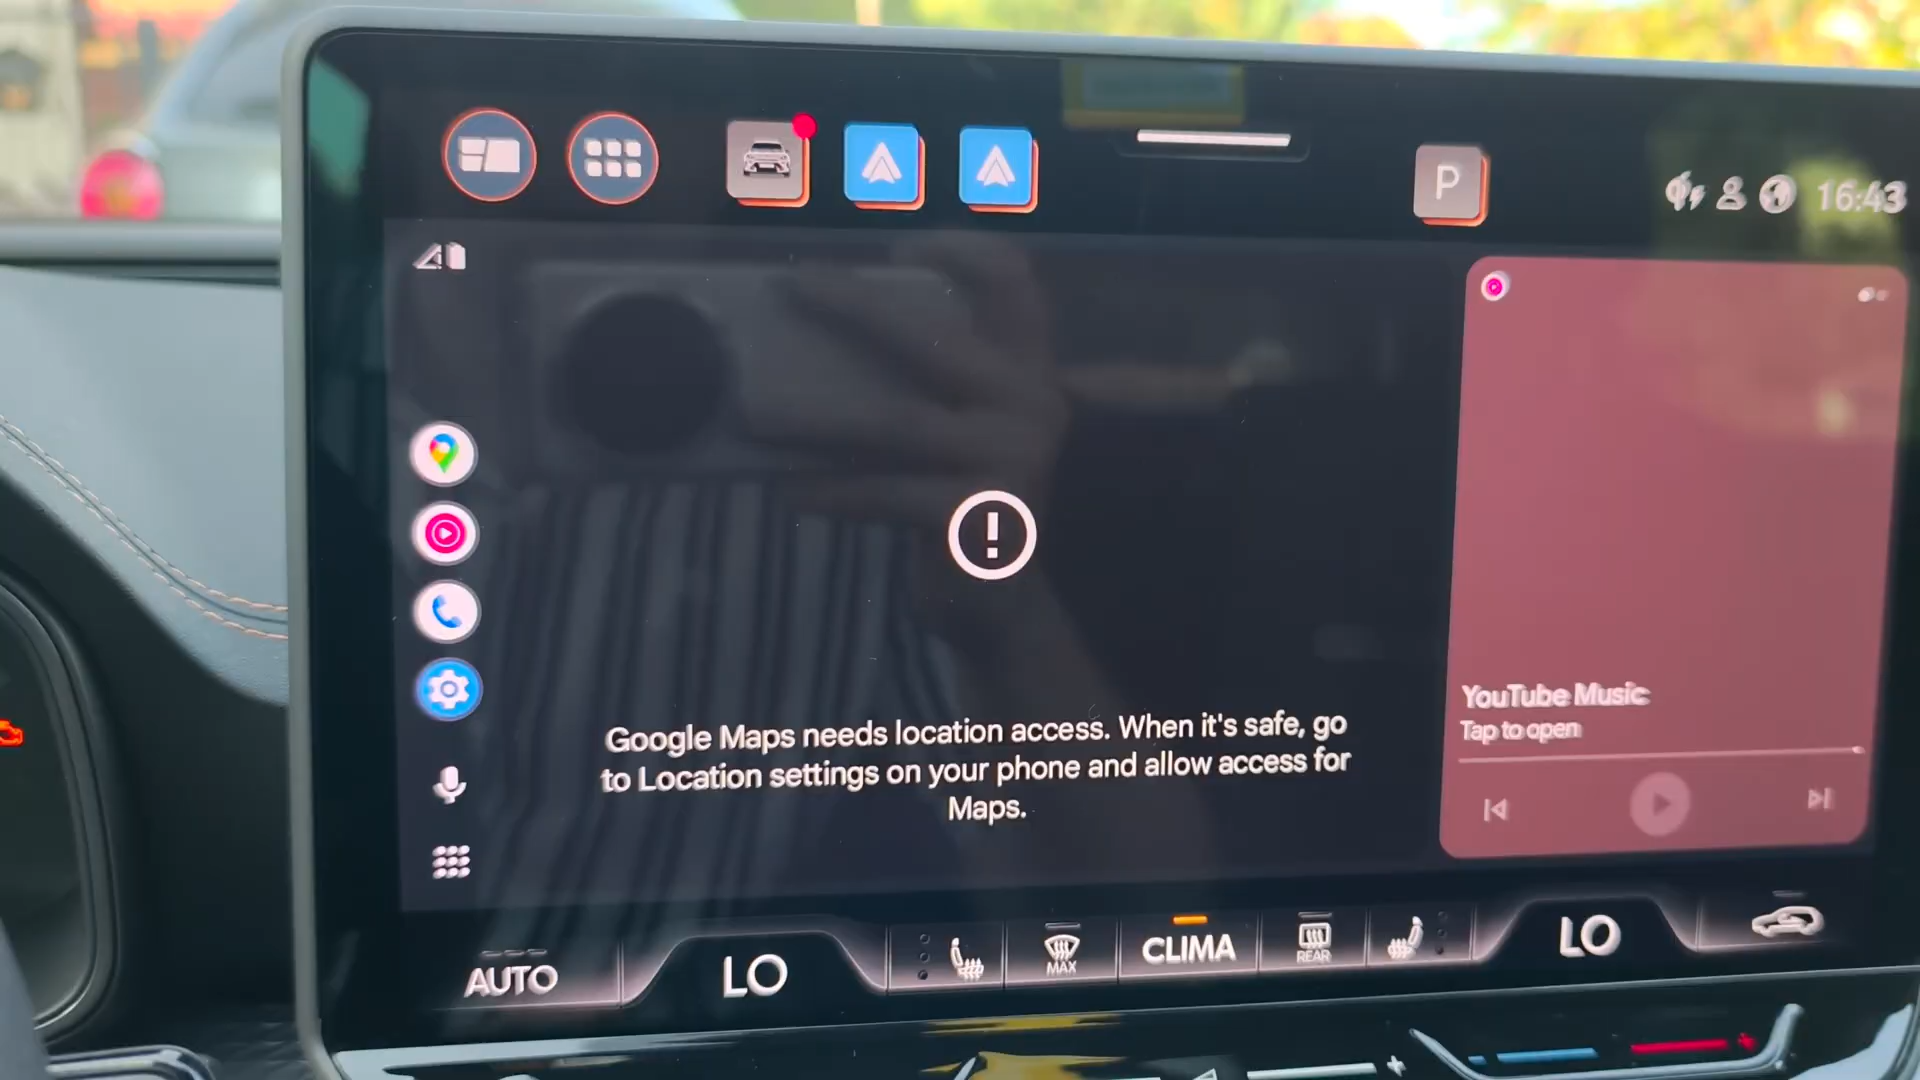 P
16:43
Google Maps needs location access. When it's safe, go
to Location settings on your phone and allow access for
Maps.
YouTube Music
Tap to open
AUTO
LO
MAX
CLIMA
REAR
LO